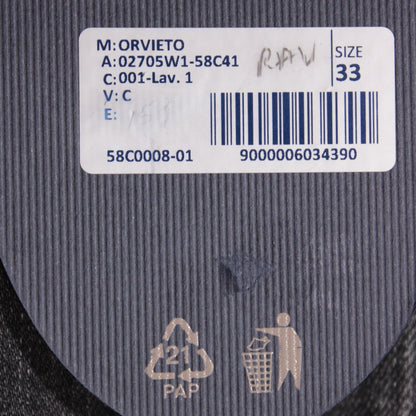 M: ORVIETO
A: 02705W1-58C41
C: 001-Lav. 1
V: C
E:
RAW
SIZE
33
58C0008-01
9000006034390
21
PAP